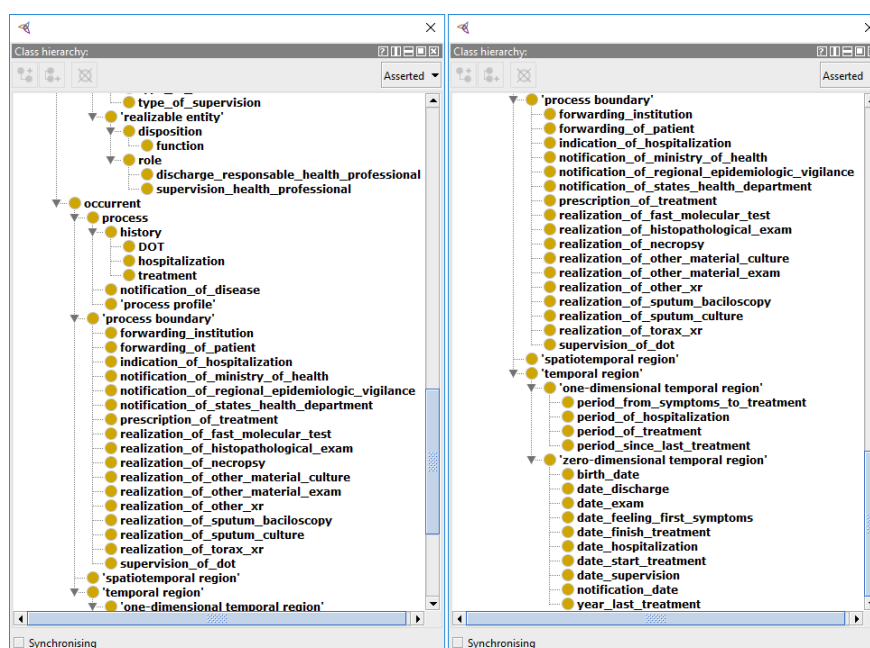 Class hierarchy:
Asserted
type_of_supervision
'realizable entity'
disposition
function
role
discharge_responsable_health_professional
supervision_health_professional
occurrent
process
history
DOT
hospitalization
treatment
notification_of_disease
'process profile'
'process boundary'
forwarding_institution
forwarding_of_patient
indication_of_hospitalization
notification_of_ministry_of_health
notification_of_regional_epidemiologic_vigilance
notification_of_states_health_department
prescription_of_treatment
realization_of_fast_molecular_test
realization_of_histopathological_exam
realization_of_necropsy
realization_of_other_material_culture
realization_of_other_material_exam
realization_of_other_xr
realization_of_sputum_baciloscopy
realization_of_sputum_culture
realization_of_torax_xr
supervision_of_dot
'spatiotemporal region'
'temporal region'
'one-dimensional temporal region'
Synchronising
Class hierarchy:
Asserted
'process boundary'
forwarding_institution
forwarding_of_patient
indication_of_hospitalization
notification_of_ministry_of_health
notification_of_regional_epidemiologic_vigilance
notification_of_states_health_department
prescription_of_treatment
realization_of_fast_molecular_test
realization_of_histopathological_exam
realization_of_necropsy
realization_of_other_material_culture
realization_of_other_material_exam
realization_of_other_xr
realization_of_sputum_baciloscopy
realization_of_sputum_culture
realization_of_torax_xr
supervision_of_dot
'spatiotemporal region'
'temporal region'
'one-dimensional temporal region'
period_from_symptoms_to_treatment
period_of_hospitalization
period_of_treatment
period_since_last_treatment
'zero-dimensional temporal region'
birth_date
date_discharge
date_exam
date_feeling_first_symptoms
date_finish_treatment
date_hospitalization
date_start_treatment
date_supervision
notification_date
year_last_treatment
Synchronising